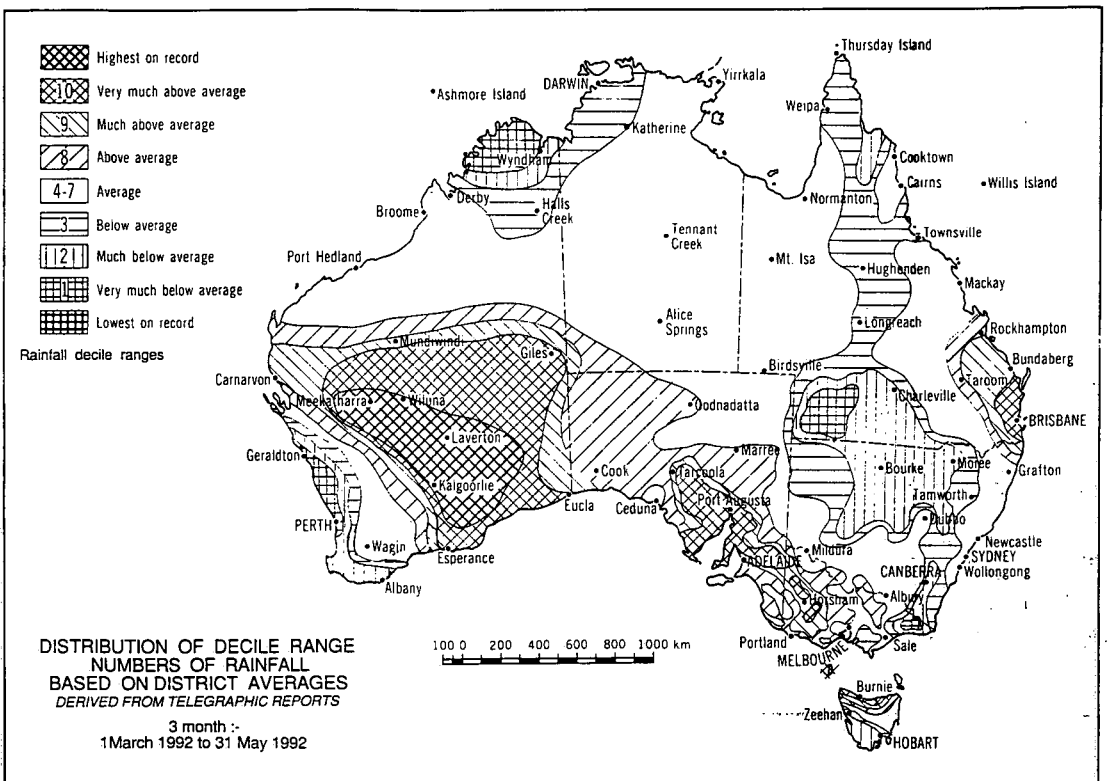 Highest on record
10 Very much above average
9 Much above average
8 Above average
4-7 Average
3 Below average
2 Much below average
1 Very much below average
Lowest on record
Rainfall decile ranges
Thursday Island
Yirrkala
DARWIN
Ashmore Island
Weipa
Katherine
Wyndham
Cooktown
Cairns
Willis Island
Derby
Normanton
Broome
Halls
Creek
Tennant
Creek
Townsville
Port Hedland
Mt. Isa
Hughenden
Mackay
Alice
Springs
Longreach
Rockhampton
Mundiwindi
Giles
Bundaberg
Carnarvon
Birdsville
Taroom
Meekatharra
Wiluna
Charleville
Oodnadatta
BRISBANE
Laverton
Geraldton
Marree
Cook
Tarcoola
Bourke
Moree
Grafton
Kalgoorlie
Port Augusta
Tamworth
Eucla
Ceduna
Dubbo
PERTH
Wagin
Esperance
Mildura
Newcastle
SYDNEY
Wollongong
ADELAIDE
CANBERRA
Albany
Horsham
Albury
Portland
Sale
MELBOURNE
DISTRIBUTION OF DECILE RANGE
NUMBERS OF RAINFALL
BASED ON DISTRICT AVERAGES
DERIVED FROM TELEGRAPHIC REPORTS
3 month :-
1 March 1992 to 31 May 1992
100 0 200 400 600 800 1000 km
Burnie
Zeehan
HOBART